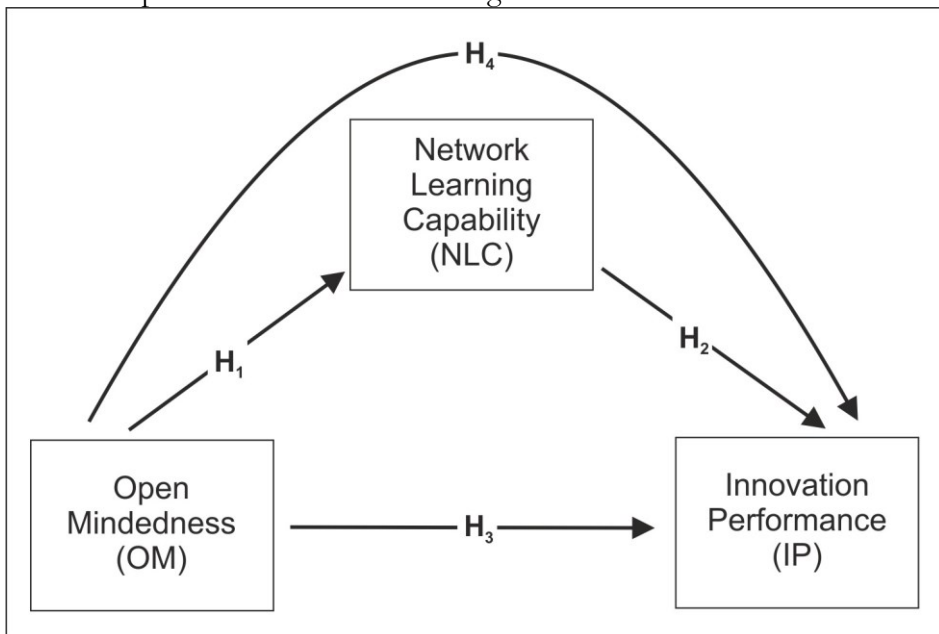 H4
Network
Learning
Capability
(NLC)
H1
H2
Open
Mindedness
(OM)
H3
Innovation
Performance
(IP)